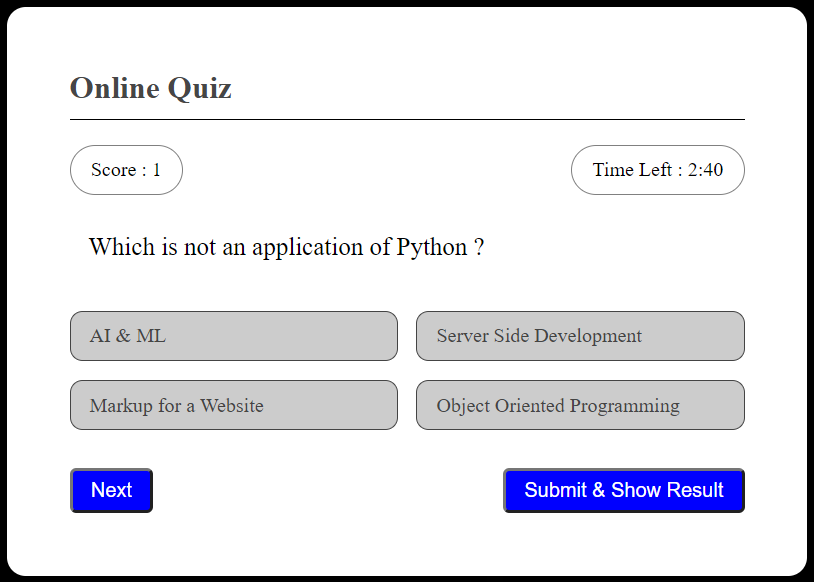 Online Quiz
Score : 1
Time Left : 2:40
Which is not an application of Python ?
AI & ML
Server Side Development
Markup for a Website
Object Oriented Programming
Next
Submit & Show Result